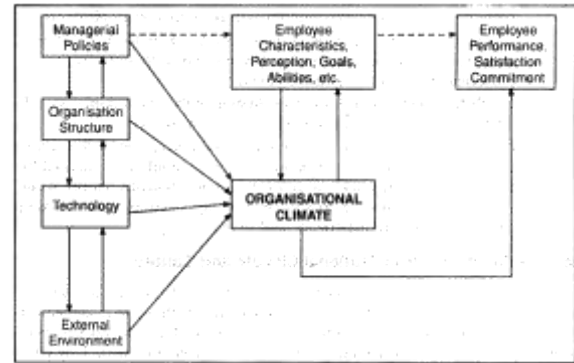 Managerial
Policies
Employee
Characteristics,
Perception, Goals,
Abilities, etc.
Employee
Performance,
Satisfaction
Commitment
Organisation
Structure
Technology
ORGANISATIONAL
CLIMATE
External
Environment